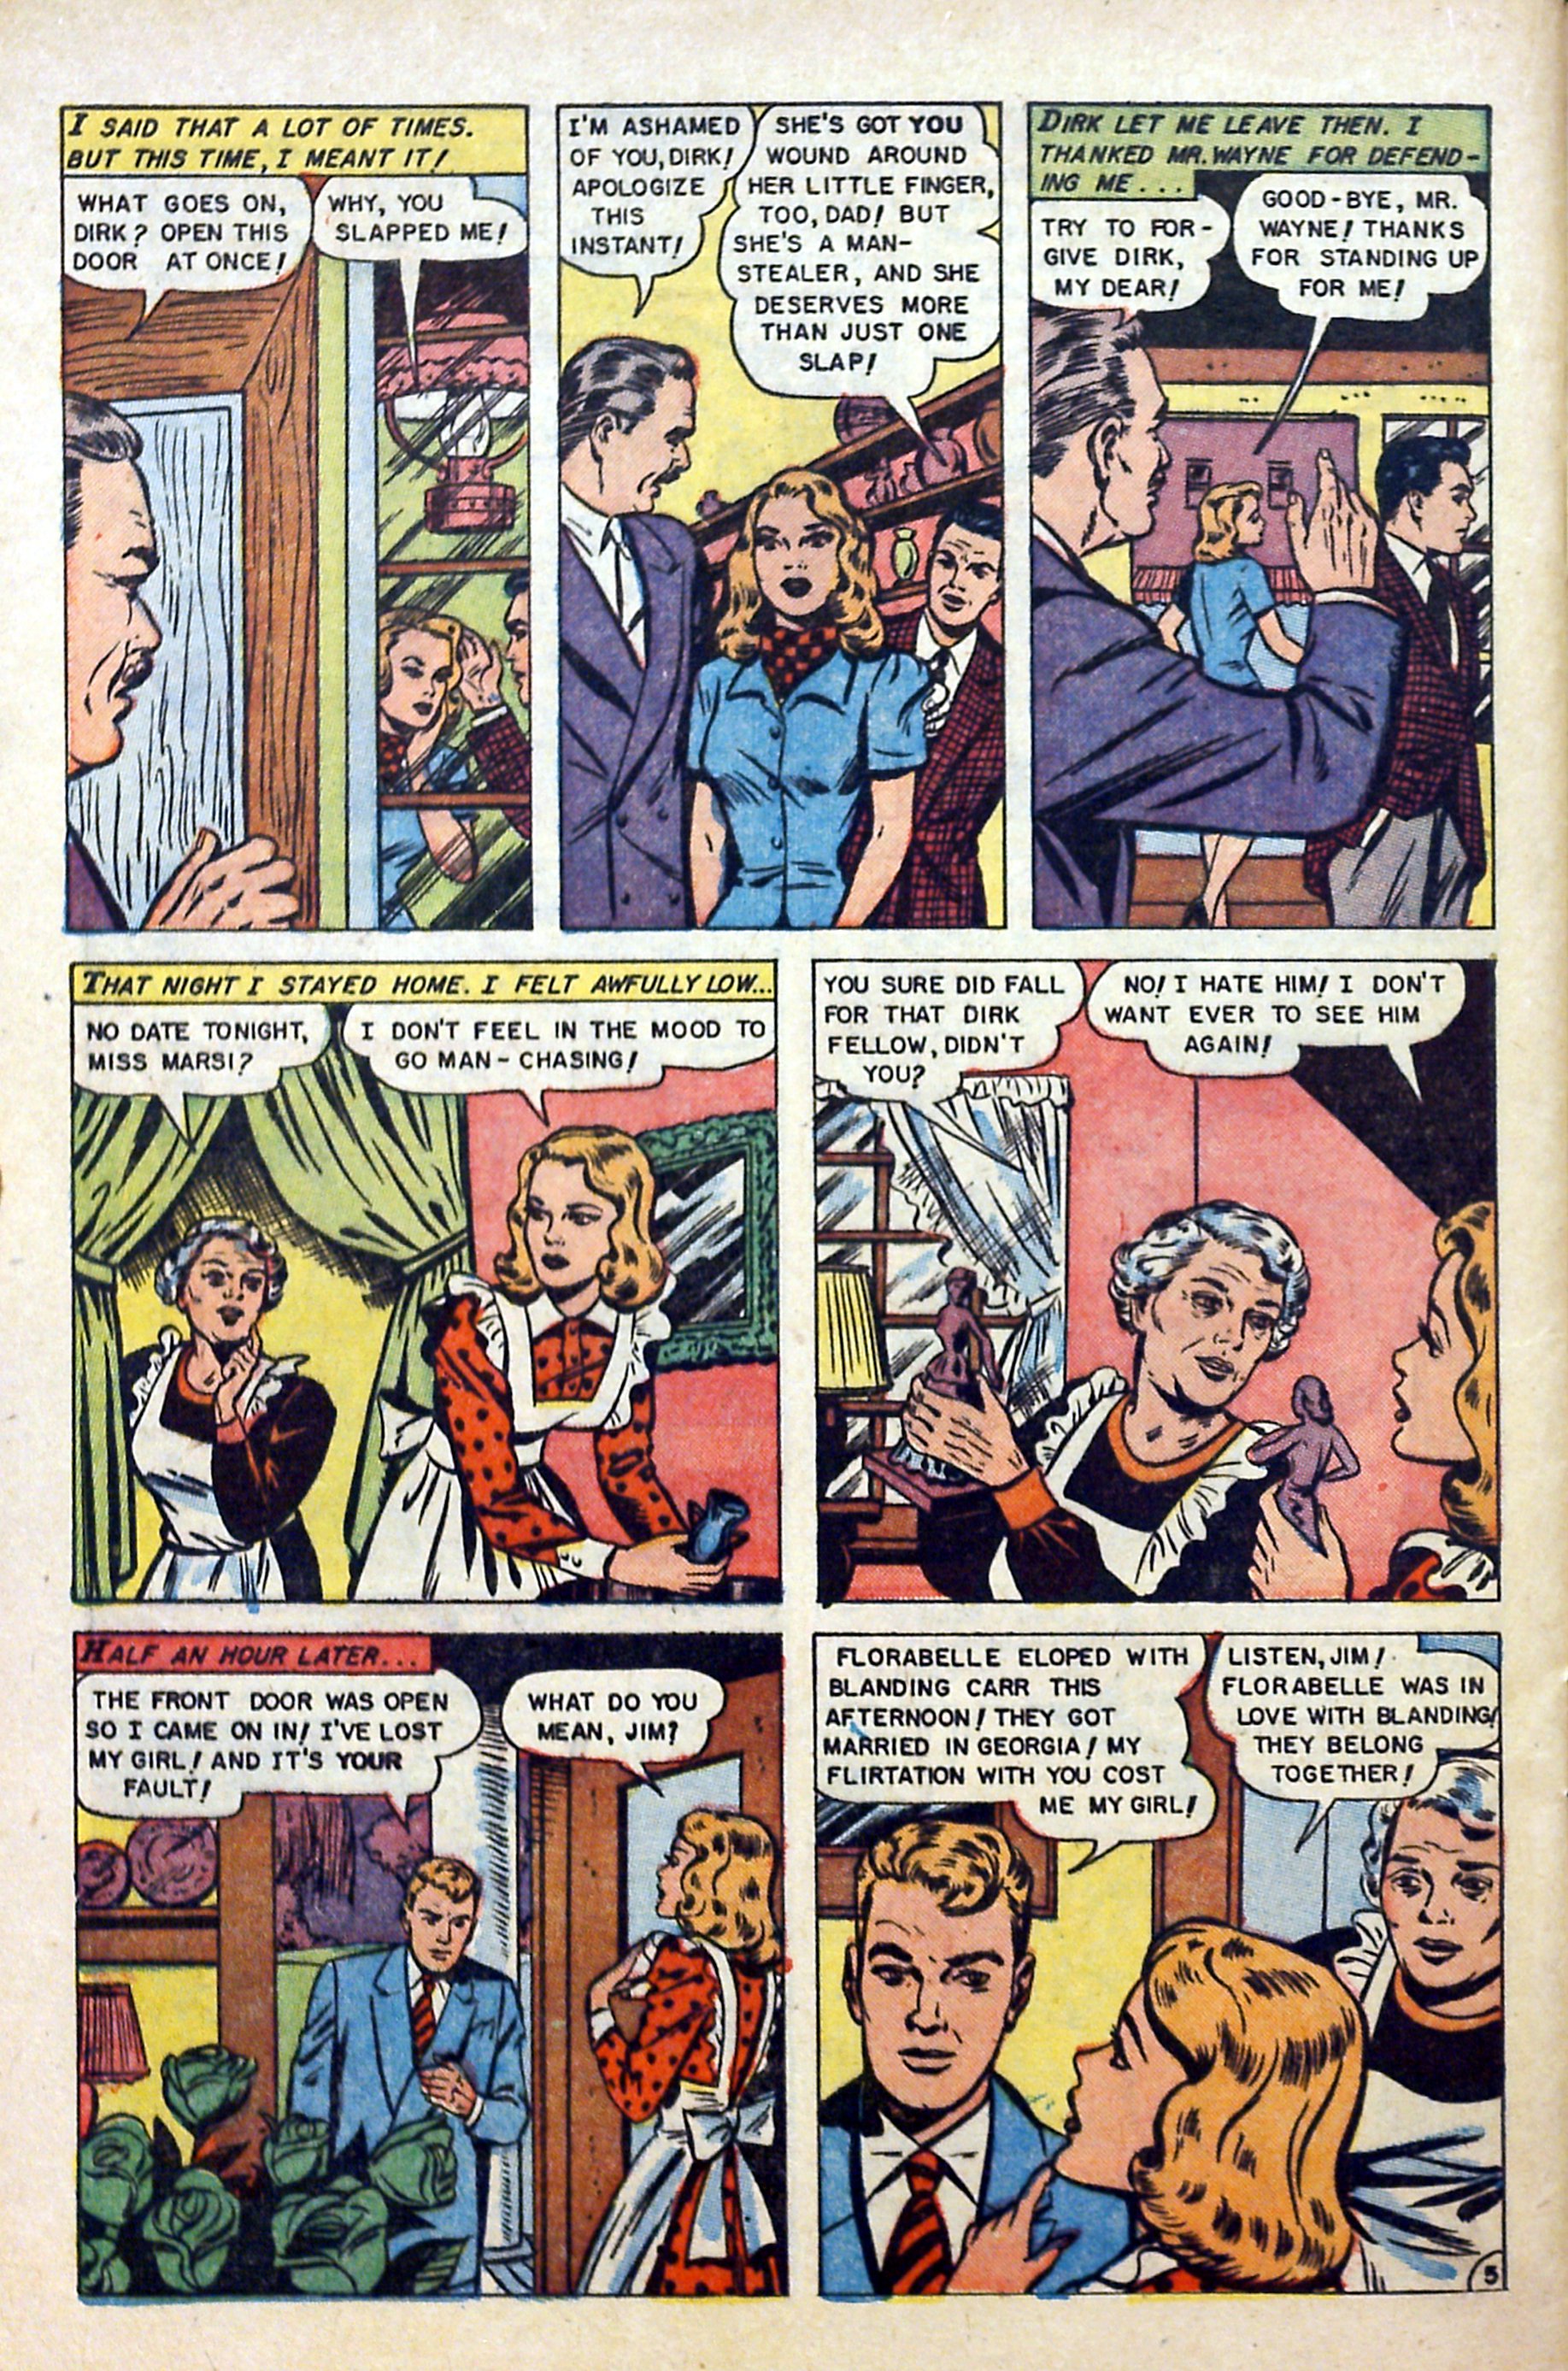 I SAID THAT A LOT OF TIMES.
BUT THIS TIME, I MEANT IT!
WHAT GOES ON,
DIRK? OPEN THIS
DOOR AT ONCE!
WHY, YOU
SLAPPED ME!
I'M ASHAMED
OF YOU, DIRK!
APOLOGIZE
THIS
INSTANT!
SHE'S GOT YOU
WOUND AROUND
HER LITTLE FINGER,
TOO, DAD! BUT
SHE'S A MAN-
STEALER, AND SHE
DESERVES MORE
THAN JUST ONE
SLAP!
DIRK LET ME LEAVE THEN. I
THANKED MR. WAYNE FOR DEFEND-
ING ME...
TRY TO FOR-
GIVE DIRK,
MY DEAR!
GOOD-BYE, MR.
WAYNE! THANKS
FOR STANDING UP
FOR ME!
THAT NIGHT I STAYED HOME. I FELT AWFULLY LOW...
NO DATE TONIGHT,
MISS MARSI?
I DON'T FEEL IN THE MOOD TO
GO MAN-CHASING!
YOU SURE DID FALL
FOR THAT DIRK
FELLOW, DIDN'T
YOU?
NO! I HATE HIM! I DON'T
WANT EVER TO SEE HIM
AGAIN!
HALF AN HOUR LATER...
THE FRONT DOOR WAS OPEN
SO I CAME ON IN! I'VE LOST
MY GIRL! AND IT'S YOUR
FAULT!
WHAT DO YOU
MEAN, JIM?
FLORABELLE ELOPED WITH
BLANDING CARR THIS
AFTERNOON! THEY GOT
MARRIED IN GEORGIA! MY
FLIRTATION WITH YOU COST
ME MY GIRL!
LISTEN, JIM!
FLORABELLE WAS IN
LOVE WITH BLANDING!
THEY BELONG
TOGETHER!
5